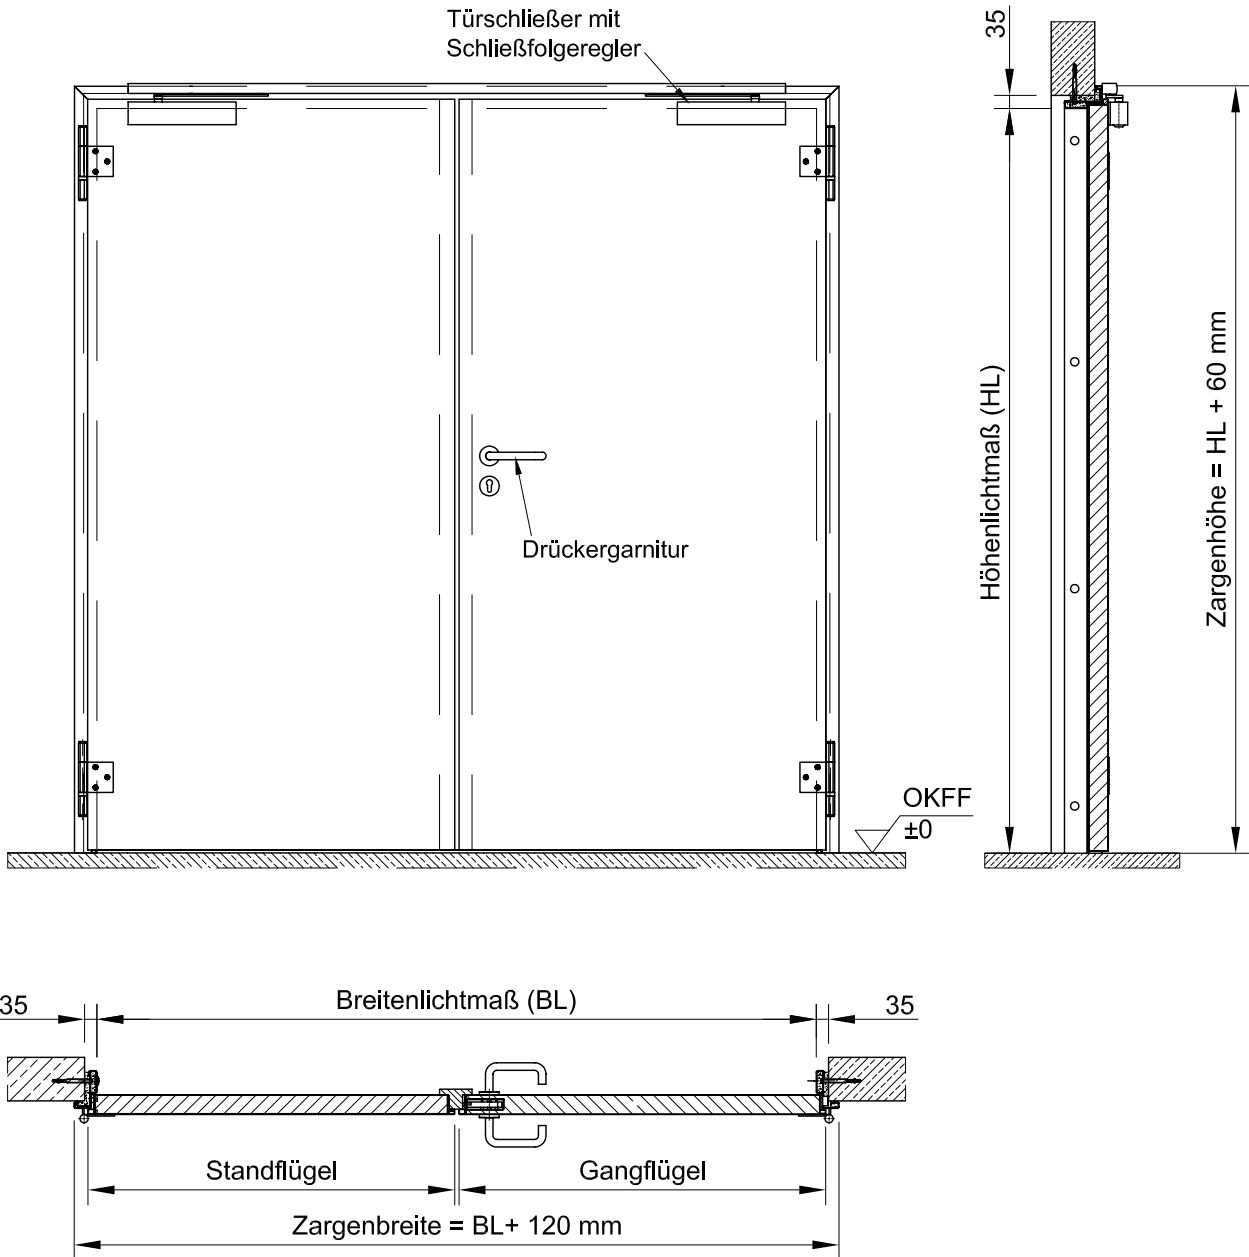 Türschließer mit
Schließfolgeregler
35
Höhenlichtmaß (HL)
Zargenhöhe = HL + 60 mm
Drückergarnitur
OKFF
±0
35
Breitenlichtmaß (BL)
35
Standflügel
Gangflügel
Zargenbreite = BL+ 120 mm